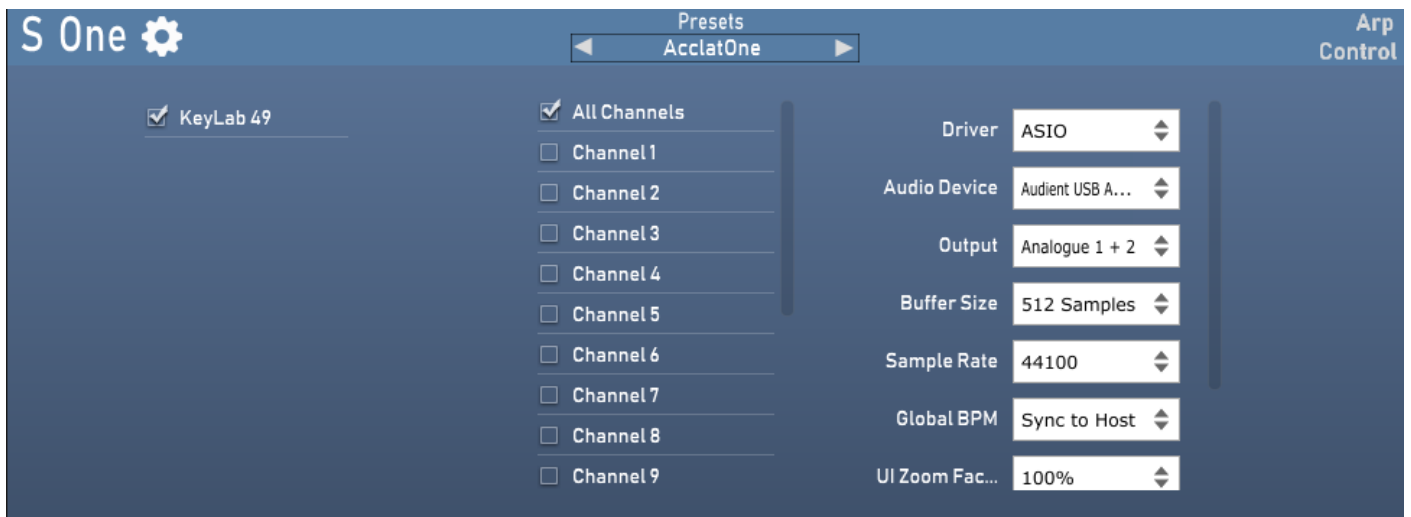 S One
Presets
AcclatOne
Arp
Control
KeyLab 49
All Channels
Channel 1
Channel 2
Channel 3
Channel 4
Channel 5
Channel 6
Channel 7
Channel 8
Channel 9
Driver ASIO
Audio Device Audient USB A...
Output Analogue 1 + 2
Buffer Size 512 Samples
Sample Rate 44100
Global BPM Sync to Host
UI Zoom Fac... 100%